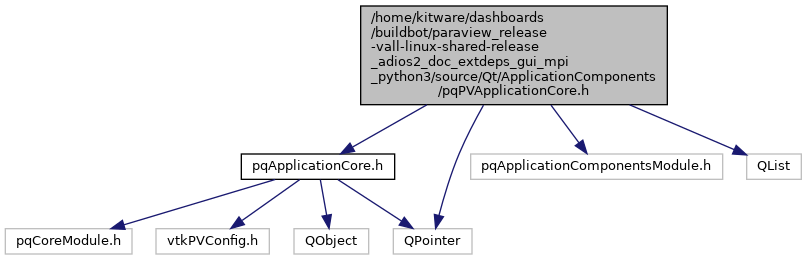 /home/kitware/dashboards
/buildbot/paraview_release
-vall-linux-shared-release
_adios2_doc_extdeps_gui_mpi
_python3/source/Qt/ApplicationComponents
/pqPVApplicationCore.h
pqApplicationCore.h
pqApplicationComponentsModule.h
QList
pqCoreModule.h
vtkPVConfig.h
QObject
QPointer